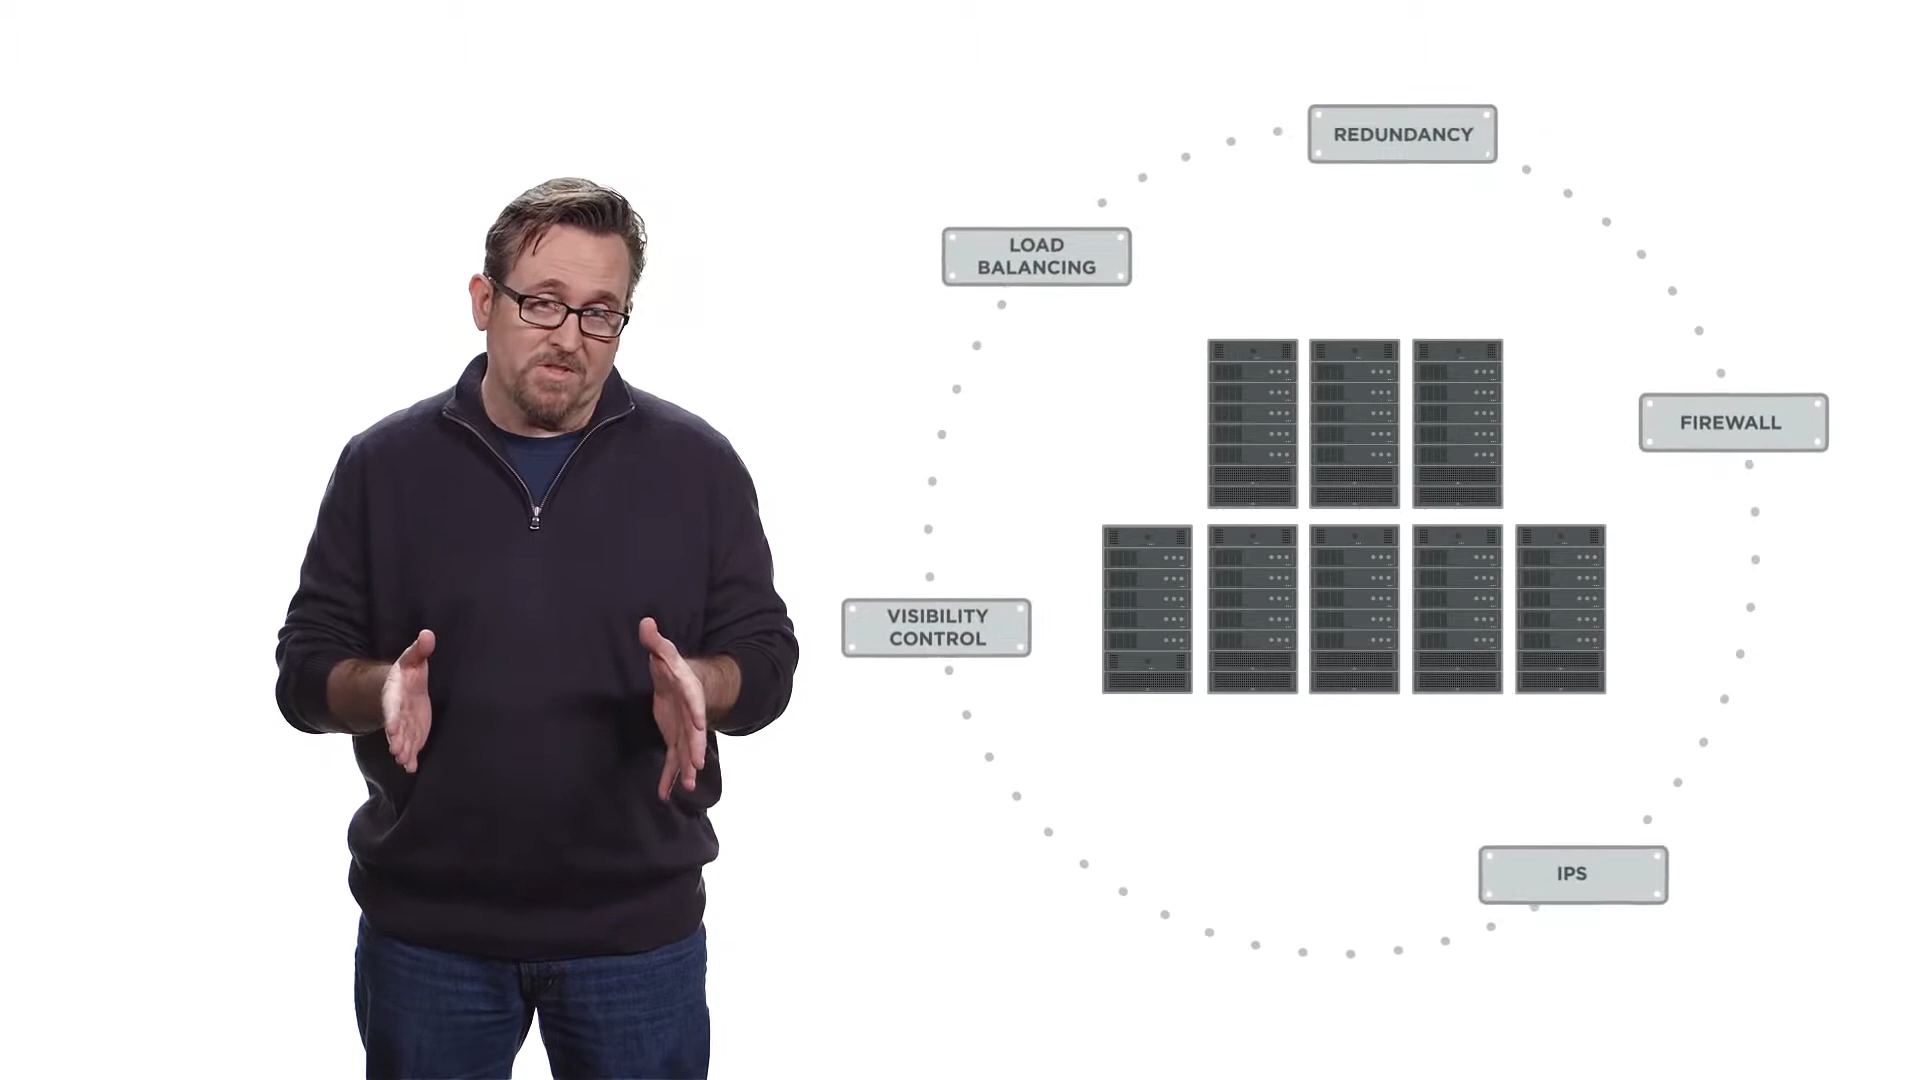 REDUNDANCY
LOAD
BALANCING
FIREWALL
VISIBILITY
CONTROL
IPS